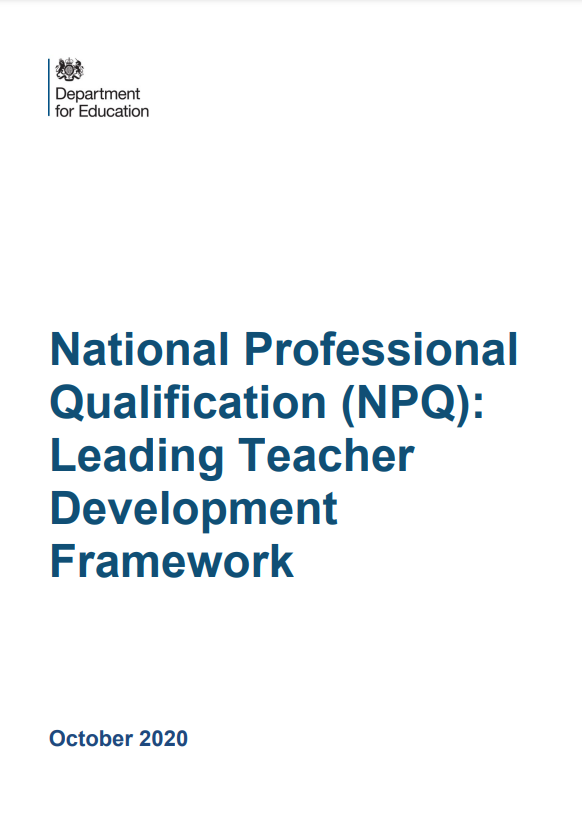 Department
for Education
National Professional
Qualification (NPQ):
Leading Teacher
Development
Framework
October 2020